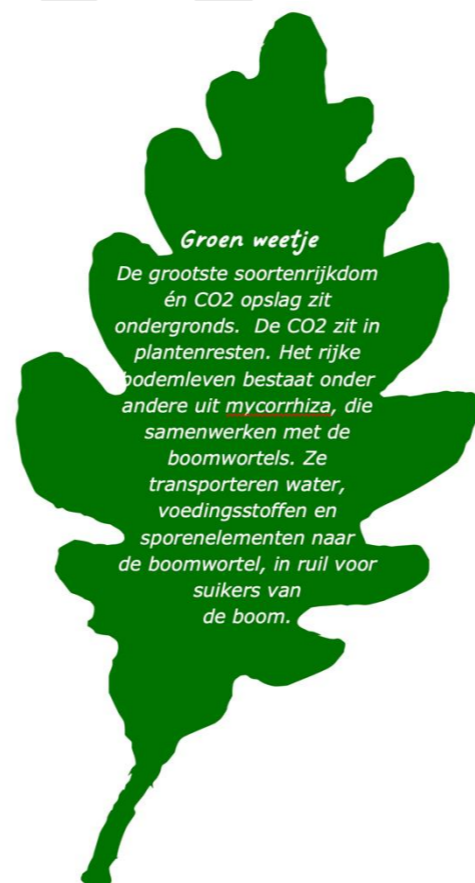 Groen weetje
De grootste soortenrijkdom
én CO2 opslag zit
ondergronds.  De CO2 zit in
plantenresten. Het rijke
bodemleven bestaat onder
andere uit mycorrhiza, die
samenwerken met de
boomwortels. Ze
transporteren water,
voedingsstoffen en
sporenelementen naar
de boomwortel, in ruil voor
suikers van
de boom.